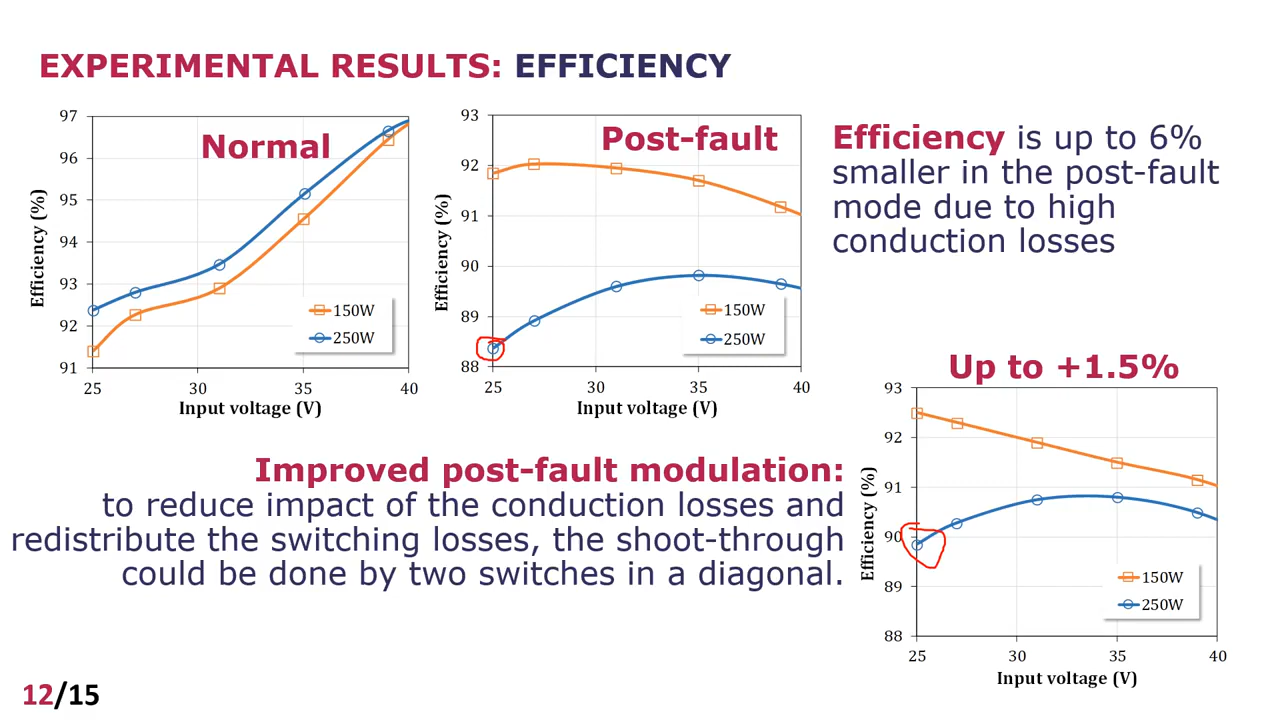 EXPERIMENTAL RESULTS: EFFICIENCY
Normal
97
96
95
94
93
92
91
25
30
35
40
Efficiency (%)
Input voltage (V)
150W
250W
Post-fault
93
92
91
90
89
88
25
30
35
40
Efficiency (%)
Input voltage (V)
150W
250W
Efficiency is up to 6%
smaller in the post-fault
mode due to high
conduction losses
Improved post-fault modulation:
to reduce impact of the conduction losses and
redistribute the switching losses, the shoot-through
could be done by two switches in a diagonal.
Up to +1.5%
93
92
91
90
89
88
25
30
35
40
Efficiency (%)
Input voltage (V)
150W
250W
12/15